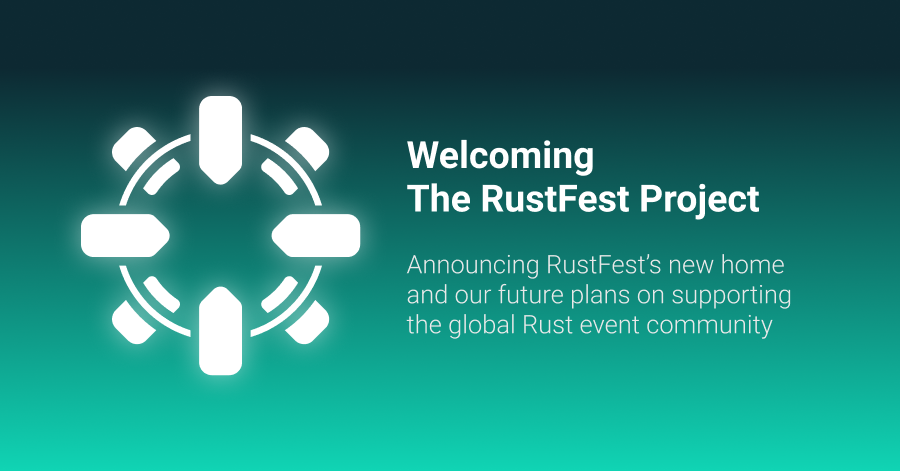 Welcoming
The RustFest Project
Announcing RustFest’s new home
and our future plans on supporting
the global Rust event community